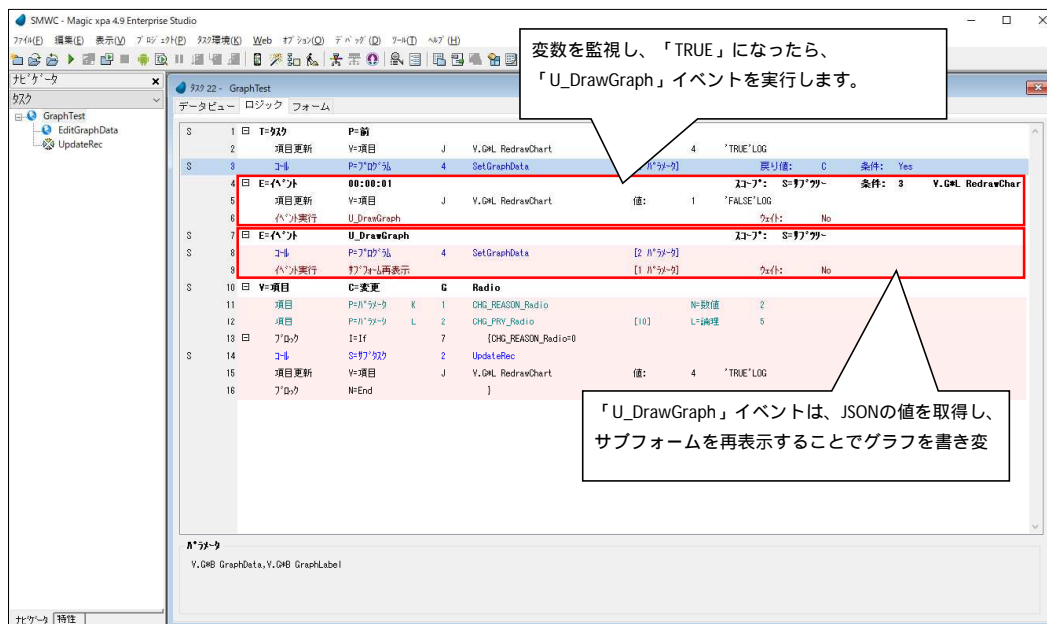 SMWC - Magic xpa 4.9 Enterprise Studio
ファイル(F) 編集(E) 表示(V) プロジェクト(P) タスク環境(K) Web オプション(O) デバッグ(D) ツール(T) ヘルプ(H)
変数を監視し、「TRUE」になったら、
「U_DrawGraph」イベントを実行します。
ナビゲータ
タスク
GraphTest
EditGraphData
UpdateRec
タスク 22 - GraphTest
データビュー ロジック フォーム
S 1 T=タスク P=前
2 項目更新 V=項目 J V.G#L RedrawChart 4 'TRUE'LOG
S 3 コール P=プログラム 4 SetGraphData パラメータ] 戻り値: C 条件: Yes
4 E=イベント 00:00:01 スコープ: S=サブツリー 条件: 3 V.G#L RedrawChar
5 項目更新 V=項目 J V.G#L RedrawChart 値: 1 'FALSE'LOG
6 イベント実行 U_DrawGraph ウェイト: No
S 7 E=イベント U_DrawGraph スコープ: S=サブツリー
S 8 コール P=プログラム 4 SetGraphData [2 パラメータ]
9 イベント実行 サブフォーム再表示 [1 パラメータ] ウェイト: No
S 10 V=項目 C=変更 G Radio
11 項目 P=パラメータ K 1 CHG_REASON_Radio N=数値 2
12 項目 P=パラメータ L 2 CHG_PRV_Radio [10] L=論理 5
13 ブロック I=If 7 {CHG_REASON_Radio=0
S 14 コール S=サブタスク 2 UpdateRec
15 項目更新 V=項目 J V.G#L RedrawChart 値: 4 'TRUE'LOG
16 ブロック N=End }
「U_DrawGraph」イベントは、JSONの値を取得し、
サブフォームを再表示することでグラフを書き変
パラメータ
V.G#B GraphData,V.G#B GraphLabel
ナビゲータ 特性